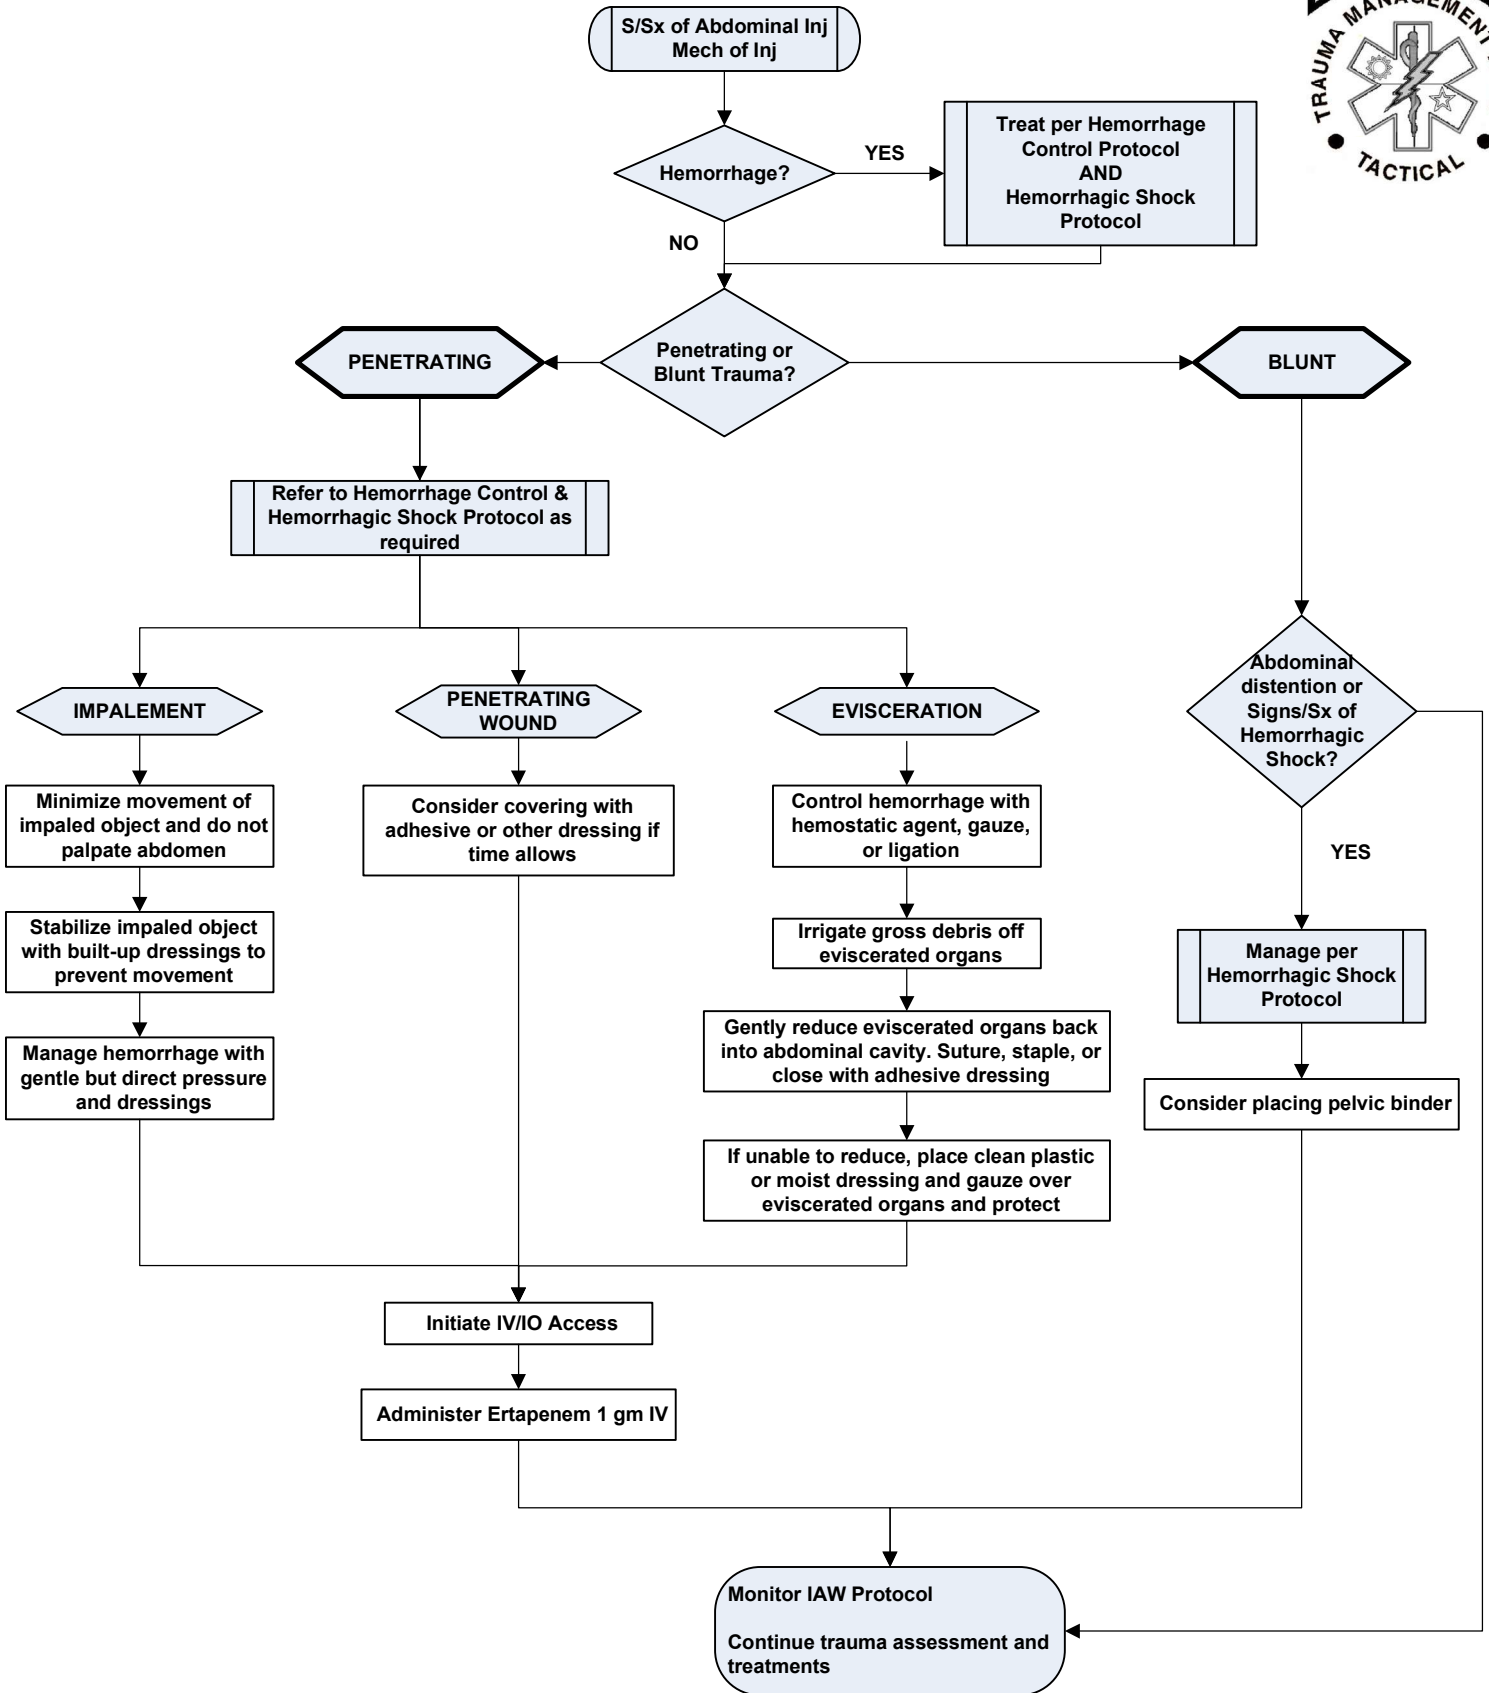 S/Sx of Abdominal Inj
Mech of Inj
TRAUMA MANAGEMENT
TACTICAL
Hemorrhage?
YES
Treat per Hemorrhage
Control Protocol
AND
Hemorrhagic Shock
Protocol
NO
Penetrating or
Blunt Trauma?
PENETRATING
BLUNT
Refer to Hemorrhage Control &
Hemorrhagic Shock Protocol as
required
IMPALEMENT
Minimize movement of
impaled object and do not
palpate abdomen
Stabilize impaled object
with built-up dressings to
prevent movement
Manage hemorrhage with
gentle but direct pressure
and dressings
PENETRATING
WOUND
Consider covering with
adhesive or other dressing if
time allows
EVISCERATION
Control hemorrhage with
hemostatic agent, gauze,
or ligation
Irrigate gross debris off
eviscerated organs
Gently reduce eviscerated organs back
into abdominal cavity. Suture, staple, or
close with adhesive dressing
If unable to reduce, place clean plastic
or moist dressing and gauze over
eviscerated organs and protect
Initiate IV/IO Access
Administer Ertapenem 1 gm IV
Abdominal
distention or
Signs/Sx of
Hemorrhagic
Shock?
YES
Manage per
Hemorrhagic Shock
Protocol
Consider placing pelvic binder
Monitor IAW Protocol
Continue trauma assessment and
treatments